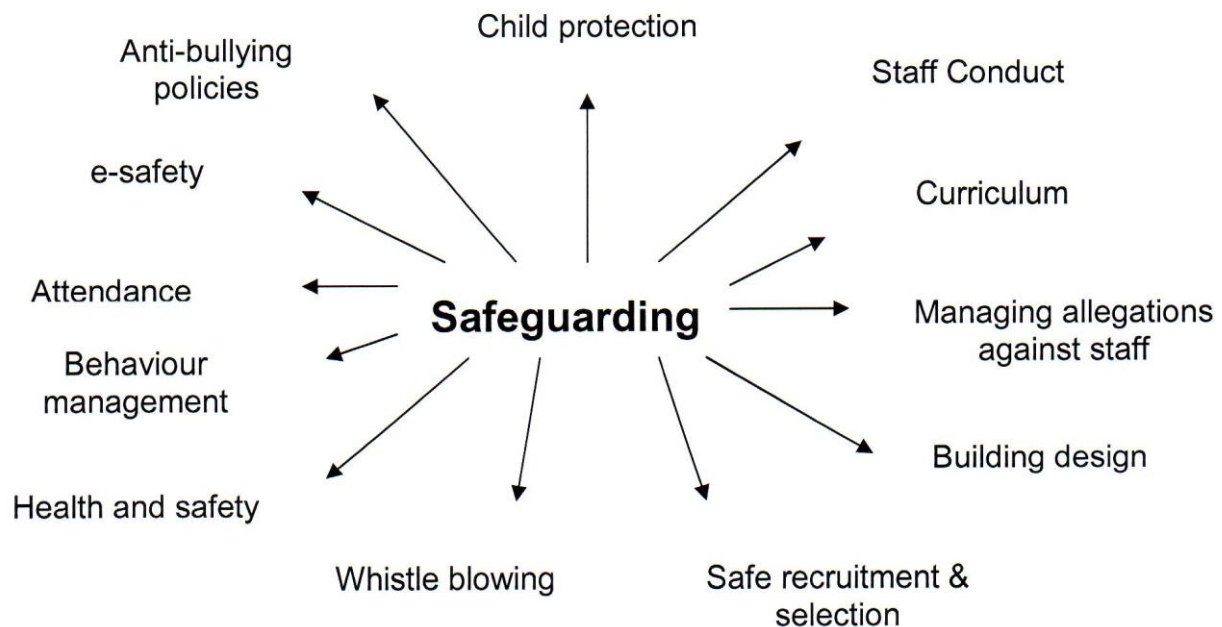 Child protection
Anti-bullying
policies
Staff Conduct
e-safety
Curriculum
Attendance
Safeguarding
Managing allegations
against staff
Behaviour
management
Building design
Health and safety
Whistle blowing
Safe recruitment &
selection